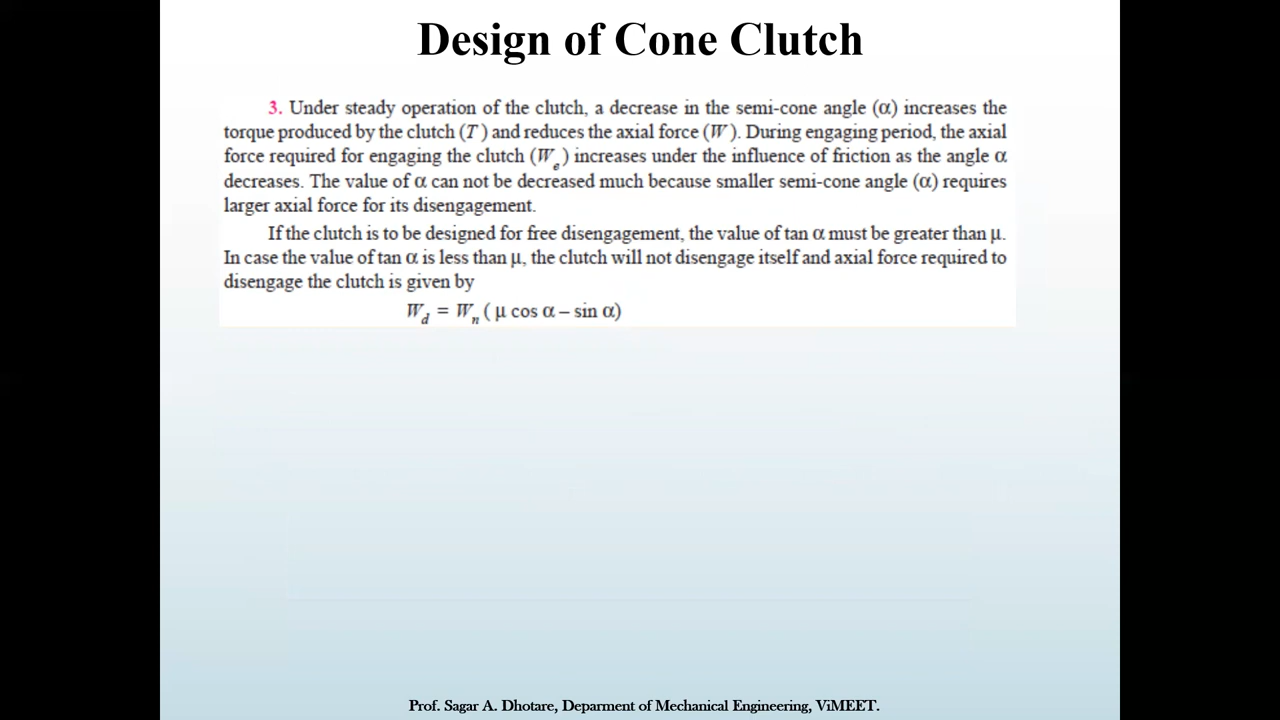 Design of Cone Clutch
3. Under steady operation of the clutch, a decrease in the semi-cone angle (α) increases the
torque produced by the clutch (T) and reduces the axial force (W). During engaging period, the axial
force required for engaging the clutch (Wₑ) increases under the influence of friction as the angle α
decreases. The value of α can not be decreased much because smaller semi-cone angle (α) requires
larger axial force for its disengagement.
If the clutch is to be designed for free disengagement, the value of tan α must be greater than μ.
In case the value of tan α is less than μ, the clutch will not disengage itself and axial force required to
disengage the clutch is given by
W_d = W_n ( μ cos α – sin α)
Prof. Sagar A. Dhotare, Deparment of Mechanical Engineering, ViMEET.